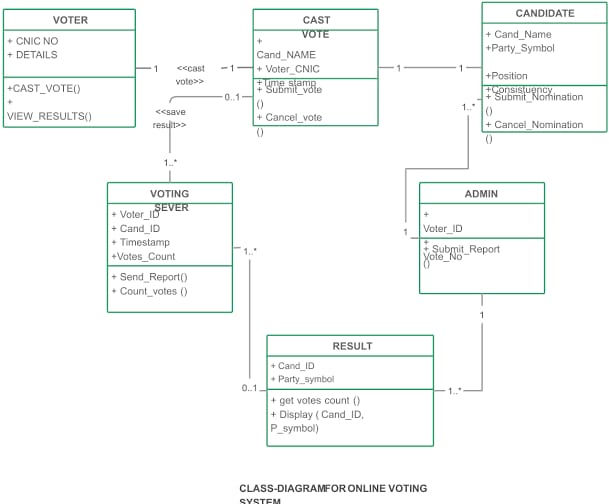 VOTER
+ CNIC NO
+ DETAILS
+CAST_VOTE()
+
VIEW_RESULTS()
1
<<cast
vote>>
1
CAST
VOTE
+
Cand_NAME
+ Voter_CNIC
+Time stamp
+ Submit_vote
()
+ Cancel_vote
()
1
1
CANDIDATE
+ Cand_Name
+Party_Symbol
+Position
+Consistuency
+ Submit_Nomination
()
+ Cancel_Nomination
()
0..1
<<save
result>>
1..*
1..*
1
VOTING
SEVER
+ Voter_ID
+ Cand_ID
+ Timestamp
+Votes_Count
+ Send_Report()
+ Count_votes ()
1..*
0..1
ADMIN
+
Voter_ID
+
Vote_No
+ Submit_Report
()
1
1..*
RESULT
+ Cand_ID
+ Party_symbol
+ get votes count ()
+ Display ( Cand_ID,
P_symbol)
CLASS-DIAGRAM FOR ONLINE VOTING
SYSTEM